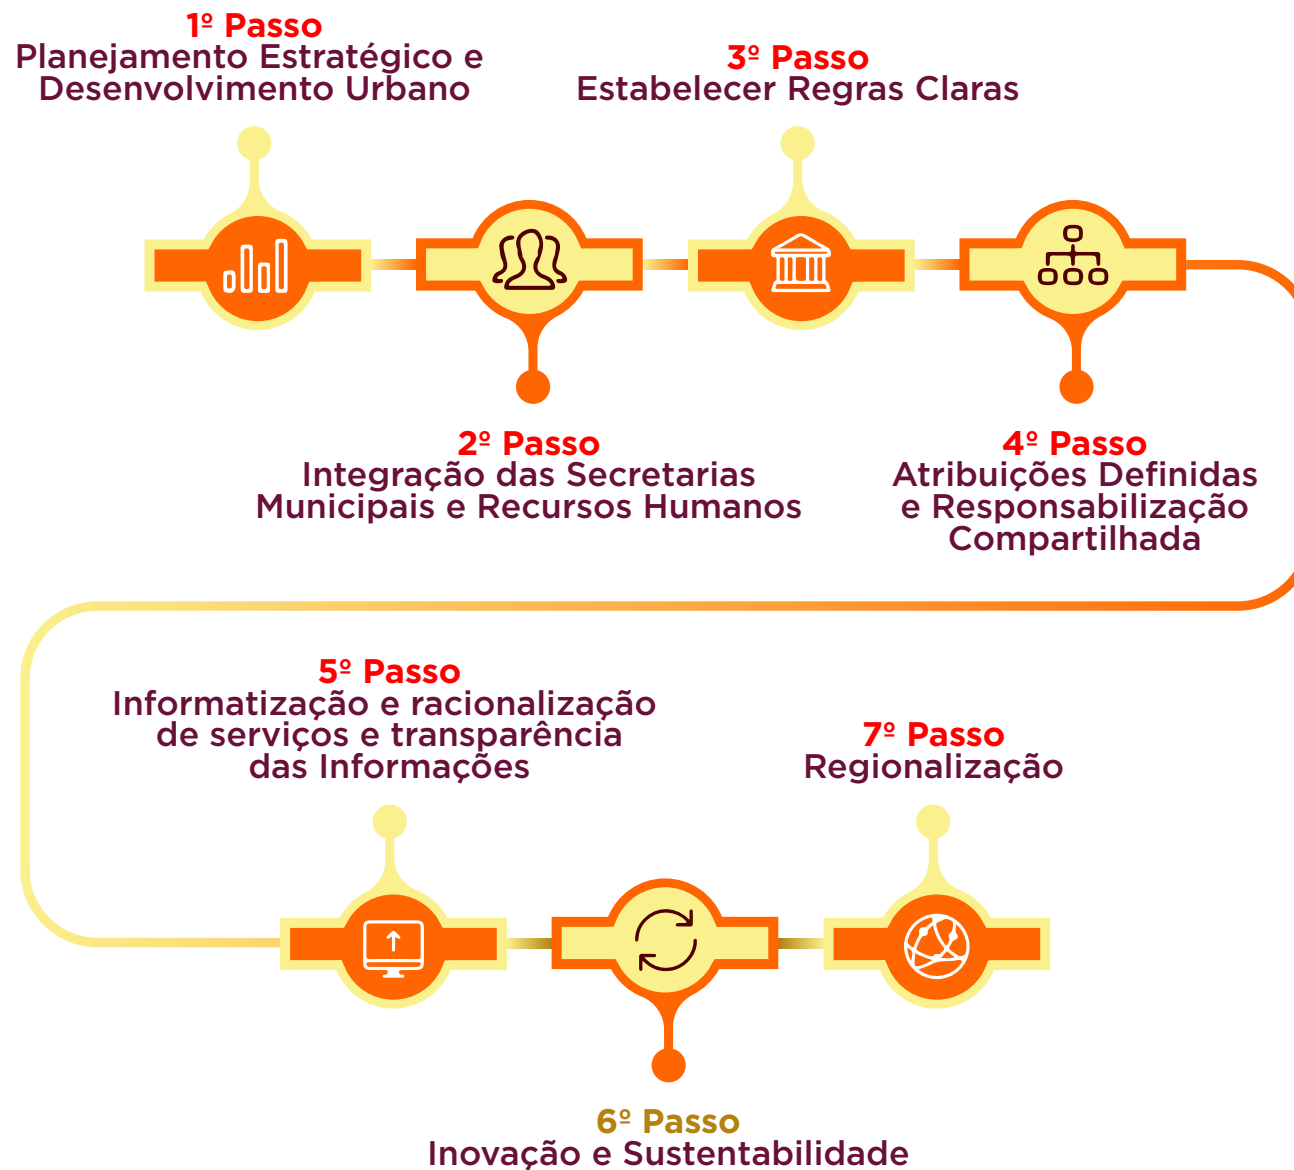 1º Passo
Planejamento Estratégico e
Desenvolvimento Urbano
2º Passo
Integração das Secretarias
Municipais e Recursos Humanos
3º Passo
Estabelecer Regras Claras
4º Passo
Atribuições Definidas
e Responsabilização
Compartilhada
5º Passo
Informatização e racionalização
de serviços e transparência
das Informações
6º Passo
Inovação e Sustentabilidade
7º Passo
Regionalização